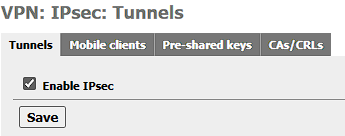 VPN: IPsec: Tunnels
Tunnels Mobile clients Pre-shared keys CAs/CRLs
Enable IPsec
Save